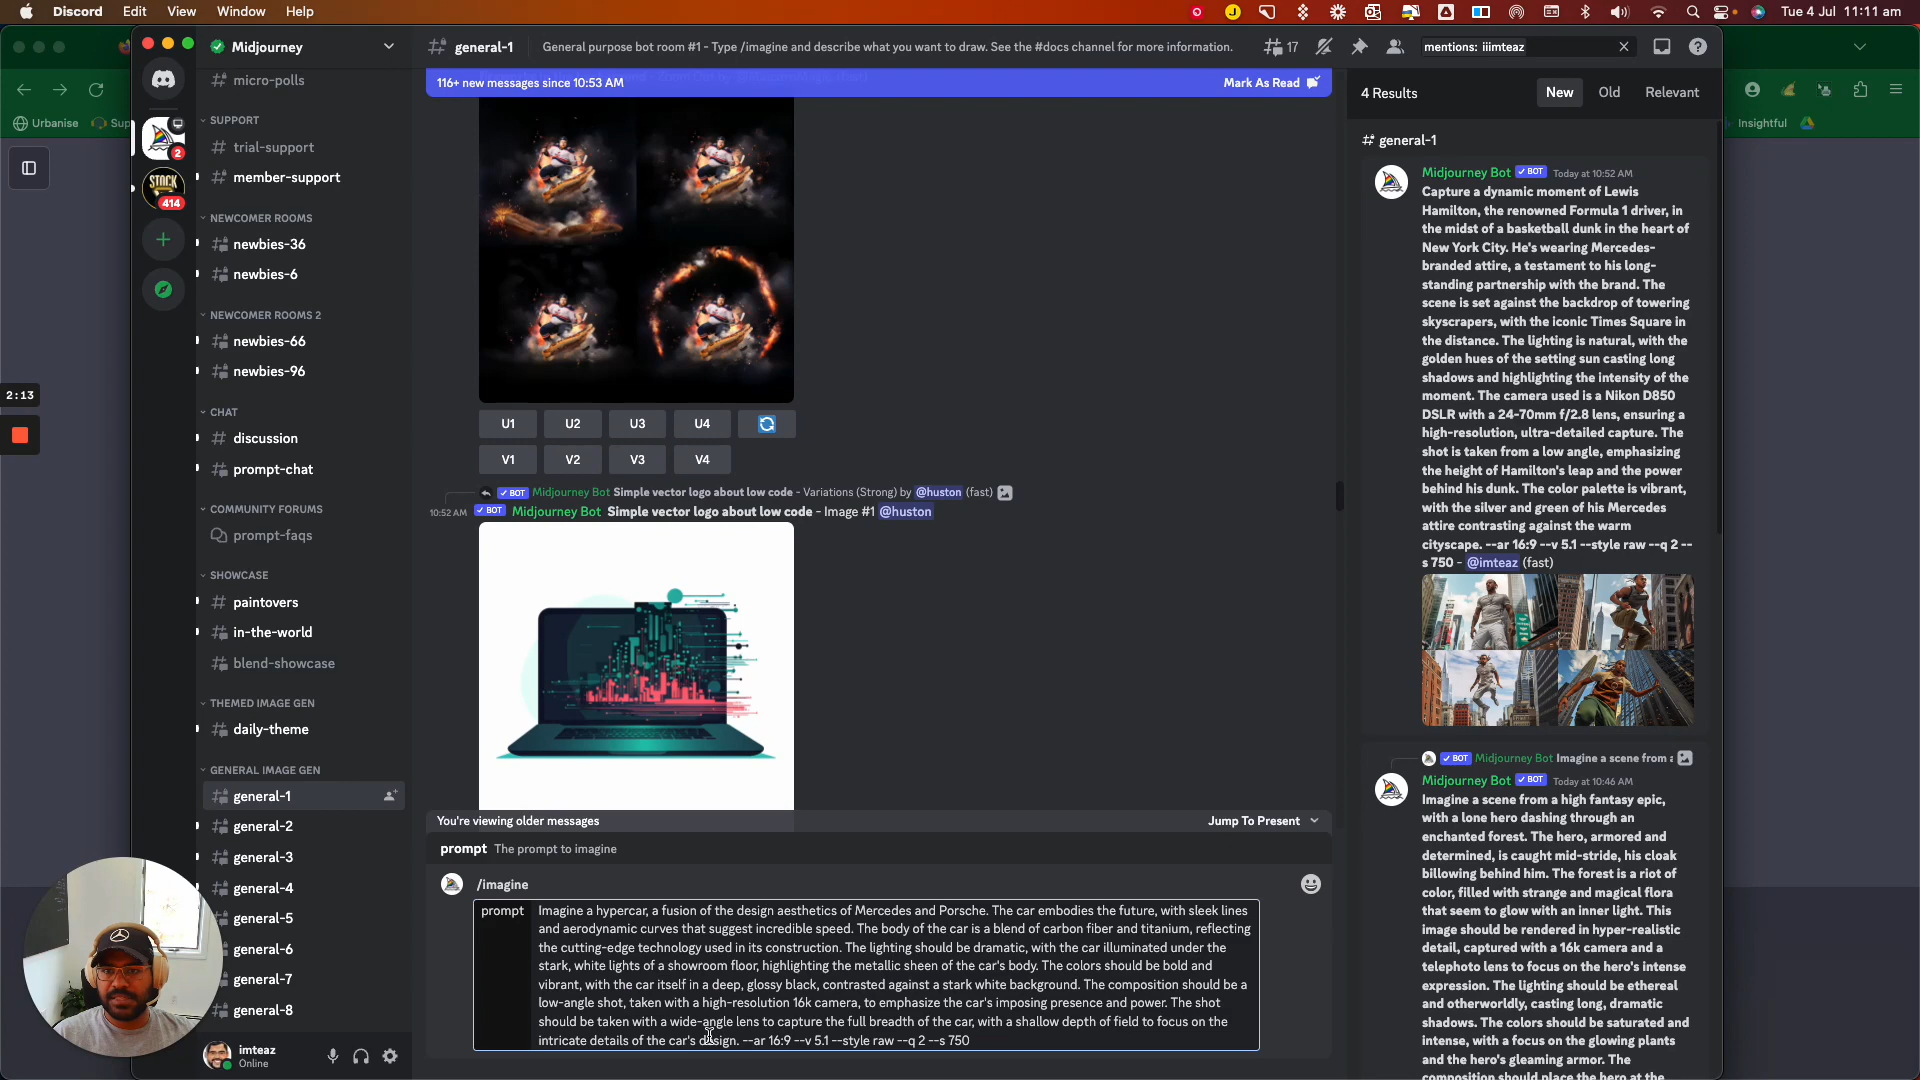 Discord Edit View Window Help
Tue 4 Jul 11:11 am
Urbanise
Sup
Insightful
Midjourney
general-1
General purpose bot room #1 - Type /imagine and describe what you want to draw. See the #docs channel for more information.
17
mentions: iiimteaz
micro-polls
SUPPORT
trial-support
member-support
NEWCOMER ROOMS
newbies-36
newbies-6
NEWCOMER ROOMS 2
newbies-66
newbies-96
CHAT
discussion
prompt-chat
COMMUNITY FORUMS
prompt-faqs
SHOWCASE
paintovers
in-the-world
blend-showcase
THEMED IMAGE GEN
daily-theme
GENERAL IMAGE GEN
general-1
general-2
general-3
general-4
general-5
general-6
general-7
general-8
imteaz
Online
2
STOCK
414
2:13
116+ new messages since 10:53 AM
Mark As Read
U1 U2 U3 U4
V1 V2 V3 V4
BOT Midjourney Bot Simple vector logo about low code - Variations (Strong) by @huston (fast)
10:52 AM BOT Midjourney Bot Simple vector logo about low code - Image #1 @huston
You're viewing older messages
Jump To Present
prompt The prompt to imagine
/imagine
prompt Imagine a hypercar, a fusion of the design aesthetics of Mercedes and Porsche. The car embodies the future, with sleek lines
and aerodynamic curves that suggest incredible speed. The body of the car is a blend of carbon fiber and titanium, reflecting
the cutting-edge technology used in its construction. The lighting should be dramatic, with the car illuminated under the
stark, white lights of a showroom floor, highlighting the metallic sheen of the car's body. The colors should be bold and
vibrant, with the car itself in a deep, glossy black, contrasted against a stark white background. The composition should be a
low-angle shot, taken with a high-resolution 16k camera, to emphasize the car's imposing presence and power. The shot
should be taken with a wide-angle lens to capture the full breadth of the car, with a shallow depth of field to focus on the
intricate details of the car's design. --ar 16:9 --v 5.1 --style raw --q 2 --s 750
4 Results
New Old Relevant
# general-1
Midjourney Bot BOT Today at 10:52 AM
Capture a dynamic moment of Lewis
Hamilton, the renowned Formula 1 driver, in
the midst of a basketball dunk in the heart of
New York City. He's wearing Mercedes-
branded attire, a testament to his long-
standing partnership with the brand. The
scene is set against the backdrop of towering
skyscrapers, with the iconic Times Square in
the distance. The lighting is natural, with the
golden hues of the setting sun casting long
shadows and highlighting the intensity of the
moment. The camera used is a Nikon D850
DSLR with a 24-70mm f/2.8 lens, ensuring a
high-resolution, ultra-detailed capture. The
shot is taken from a low angle, emphasizing
the height of Hamilton's leap and the power
behind his dunk. The color palette is vibrant,
with the silver and green of his Mercedes
attire contrasting against the warm
cityscape. --ar 16:9 --v 5.1 --style raw --q 2 --
s 750 - @imteaz (fast)
BOT Midjourney Bot Imagine a scene from a
Midjourney Bot BOT Today at 10:46 AM
Imagine a scene from a high fantasy epic,
with a lone hero dashing through an
enchanted forest. The hero, armored and
determined, is caught mid-stride, his cloak
billowing behind him. The forest is a riot of
color, filled with strange and magical flora
that seem to glow with an inner light. This
image should be rendered in hyper-realistic
detail, captured with a 16k camera and a
telephoto lens to focus on the hero's intense
expression. The lighting should be ethereal
and otherworldly, casting long, dramatic
shadows. The colors should be saturated and
intense, with a focus on the glowing plants
and the hero's gleaming armor. The
composition should place the hero at the